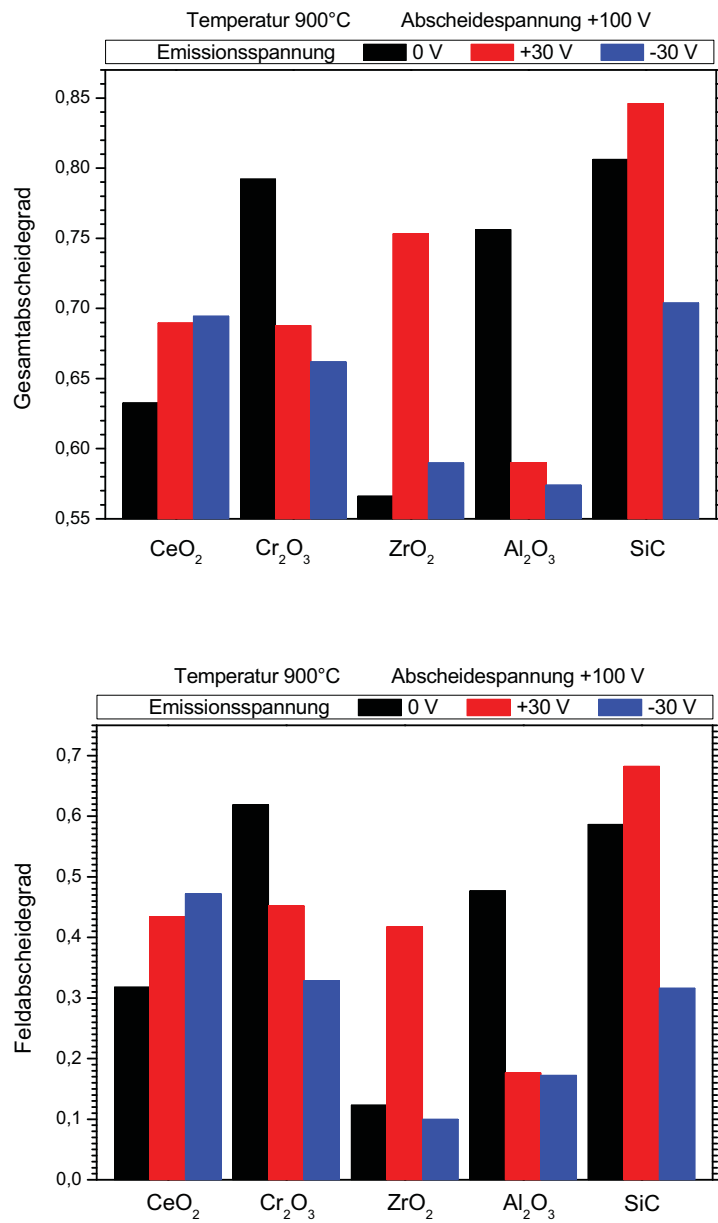 Temperatur 900°C Abscheidespannung +100 V
Emissionsspannung 0 V +30 V -30 V
Gesamtabscheidegrad
0,85
0,80
0,75
0,70
0,65
0,60
0,55
CeO₂ Cr₂O₃ ZrO₂ Al₂O₃ SiC
Temperatur 900°C Abscheidespannung +100 V
Emissionsspannung 0 V +30 V -30 V
Feldabscheidegrad
0,7
0,6
0,5
0,4
0,3
0,2
0,1
0,0
CeO₂ Cr₂O₃ ZrO₂ Al₂O₃ SiC